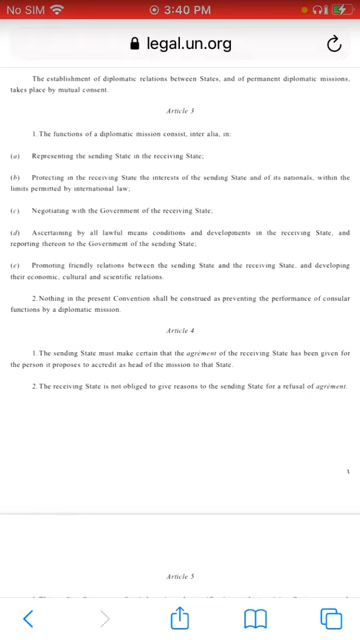 No SIM 3:40 PM
legal.un.org
The establishment of diplomatic relations between States, and of permanent diplomatic missions,
takes place by mutual consent.
Article 3
1. The functions of a diplomatic mission consist, inter alia, in:
(a) Representing the sending State in the receiving State;
(b) Protecting in the receiving State the interests of the sending State and of its nationals, within the
limits permitted by international law;
(c) Negotiating with the Government of the receiving State;
(d) Ascertaining by all lawful means conditions and developments in the receiving State, and
reporting thereon to the Government of the sending State;
(e) Promoting friendly relations between the sending State and the receiving State, and developing
their economic, cultural and scientific relations.
2. Nothing in the present Convention shall be construed as preventing the performance of consular
functions by a diplomatic mission.
Article 4
1. The sending State must make certain that the agrément of the receiving State has been given for
the person it proposes to accredit as head of the mission to that State.
2. The receiving State is not obliged to give reasons to the sending State for a refusal of agrément.
Article 5